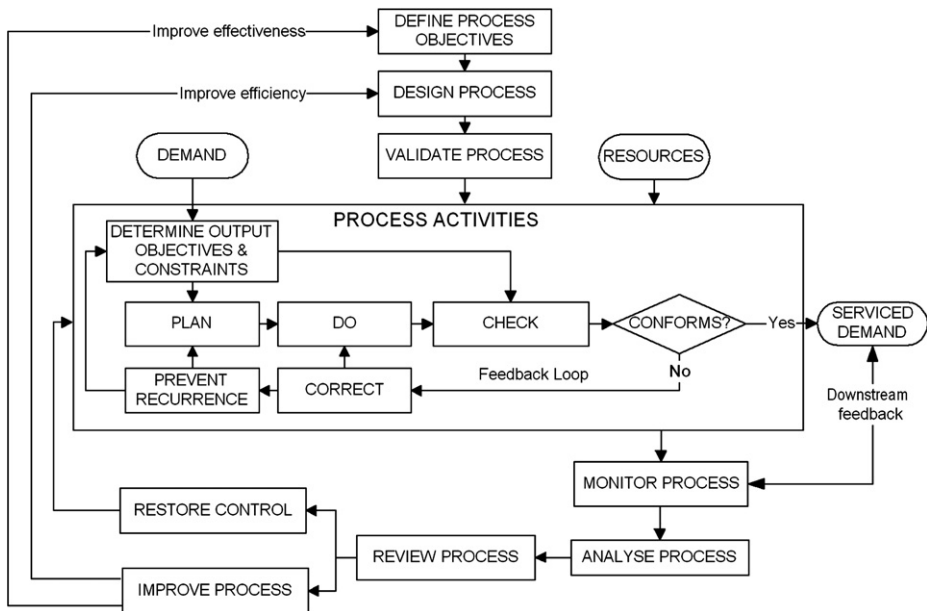 Improve effectiveness
DEFINE PROCESS
OBJECTIVES
Improve efficiency
DESIGN PROCESS
DEMAND
VALIDATE PROCESS
RESOURCES
PROCESS ACTIVITIES
DETERMINE OUTPUT
OBJECTIVES &
CONSTRAINTS
PLAN
DO
CHECK
CONFORMS?
Yes
SERVICED
DEMAND
PREVENT
RECURRENCE
CORRECT
Feedback Loop
No
Downstream
feedback
MONITOR PROCESS
RESTORE CONTROL
REVIEW PROCESS
ANALYSE PROCESS
IMPROVE PROCESS